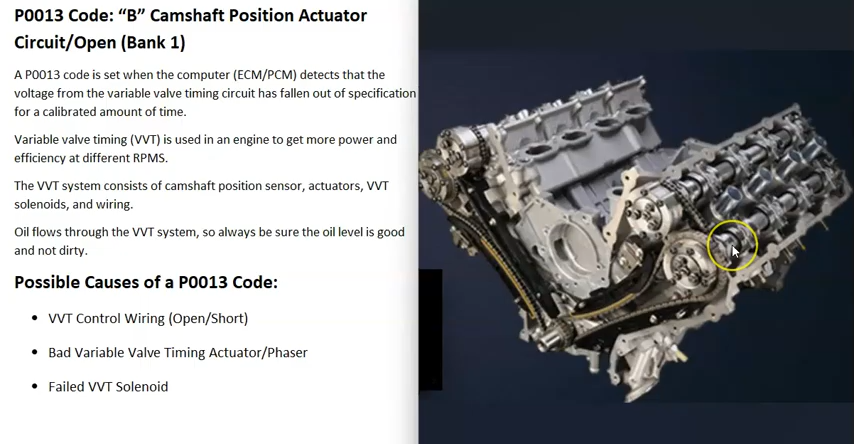 P0013 Code: “B” Camshaft Position Actuator
Circuit/Open (Bank 1)
A P0013 code is set when the computer (ECM/PCM) detects that the
voltage from the variable valve timing circuit has fallen out of specification
for a calibrated amount of time.
Variable valve timing (VVT) is used in an engine to get more power and
efficiency at different RPMS.
The VVT system consists of camshaft position sensor, actuators, VVT
solenoids, and wiring.
Oil flows through the VVT system, so always be sure the oil level is good
and not dirty.
Possible Causes of a P0013 Code:
• VVT Control Wiring (Open/Short)
• Bad Variable Valve Timing Actuator/Phaser
• Failed VVT Solenoid